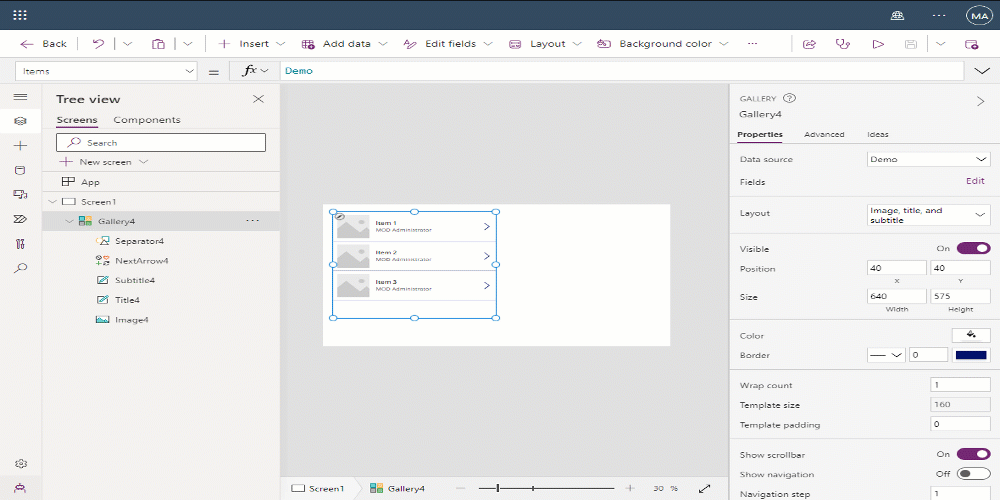 MA
Back
Insert
Add data
Edit fields
Layout
Background color
Items
=
fx
Demo
Tree view
Screens
Components
Search
New screen
App
Screen1
Gallery4
Separator4
NextArrow4
Subtitle4
Title4
Image4
Item 1
MOD Administrator
Item 2
MOD Administrator
Item 3
MOD Administrator
GALLERY
Gallery4
Properties
Advanced
Ideas
Data source
Demo
Fields
Edit
Layout
Image, title, and
subtitle
Visible
On
Position
40
40
X
Y
Size
640
575
Width
Height
Color
Border
0
Wrap count
1
Template size
160
Template padding
0
Show scrollbar
On
Show navigation
Off
Navigation step
1
Screen1
Gallery4
30 %